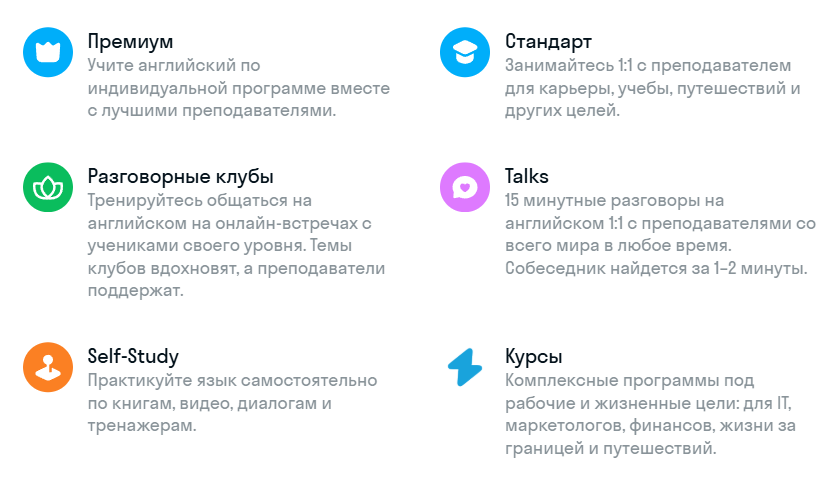 Премиум
Учите английский по
индивидуальной программе вместе
с лучшими преподавателями.
Стандарт
Занимайтесь 1:1 с преподавателем
для карьеры, учебы, путешествий и
других целей.
Разговорные клубы
Тренируйтесь общаться на
английском на онлайн-встречах с
учениками своего уровня. Темы
клубов вдохновят, а преподаватели
поддержат.
Talks
15 минутные разговоры на
английском 1:1 с преподавателями со
всего мира в любое время.
Собеседник найдется за 1–2 минуты.
Self-Study
Практикуйте язык самостоятельно
по книгам, видео, диалогам и
тренажерам.
Курсы
Комплексные программы под
рабочие и жизненные цели: для IT,
маркетологов, финансов, жизни за
границей и путешествий.